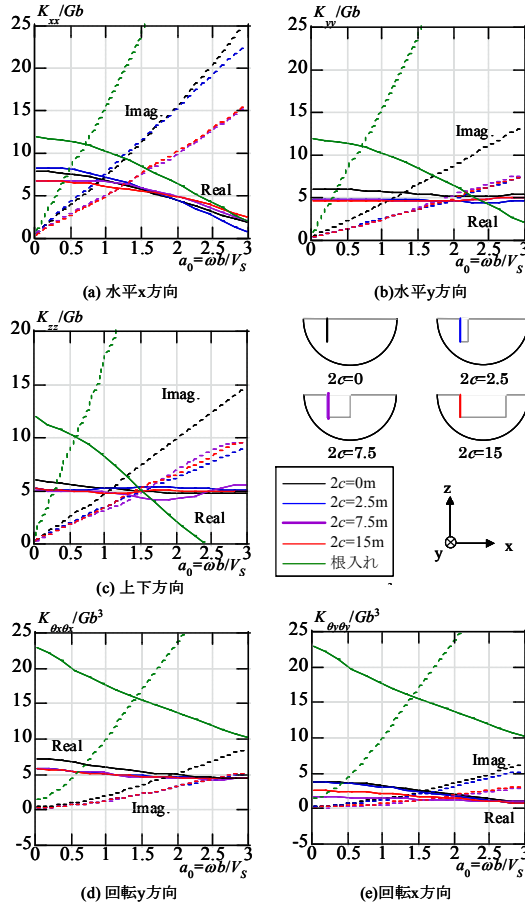 K_xx/Gb
25
20
15
10
5
0
Imag.
Real
0 0.5 1 1.5 2 2.5 3
a_0=ωb/V_S
(a) 水平x方向
K_yy/Gb
25
20
15
10
5
0
Imag.
Real
0 0.5 1 1.5 2 2.5 3
a_0=ωb/V_S
(b)水平y方向
K_zz/Gb
20
15
10
5
0
Imag.
Real
0 0.5 1 1.5 2 2.5 3
(c) 上下方向
a_0=ωb/V_S
2c=0
2c=2.5
2c=7.5
2c=15
2c=0m
2c=2.5m
2c=7.5m
2c=15m
根入れ
z
y
x
K_θxθx/Gb^3
25
20
15
10
5
0
-5
Real
Imag.
0 0.5 1 1.5 2 2.5 3
a_0=ωb/V_S
(d) 回転y方向
K_θyθy/Gb^3
25
20
15
10
5
0
-5
Imag.
Real
0 0.5 1 1.5 2 2.5 3
a_0=ωb/V_S
(e)回転x方向